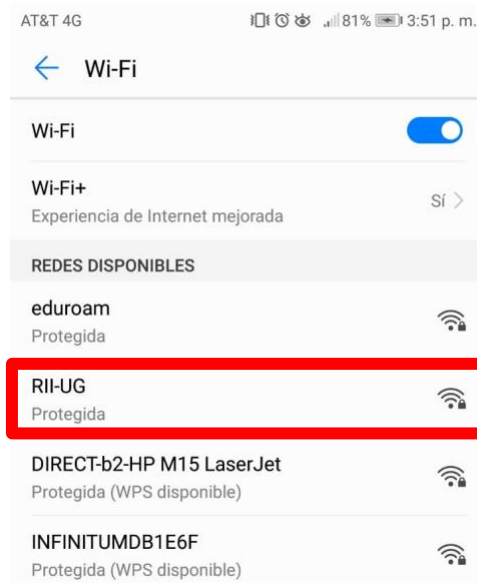 AT&T 4G 81% 3:51 p. m.
Wi-Fi
Wi-Fi
Wi-Fi+
Experiencia de Internet mejorada
Sí
REDES DISPONIBLES
eduroam
Protegida
RII-UG
Protegida
DIRECT-b2-HP M15 LaserJet
Protegida (WPS disponible)
INFINITUMDB1E6F
Protegida (WPS disponible)